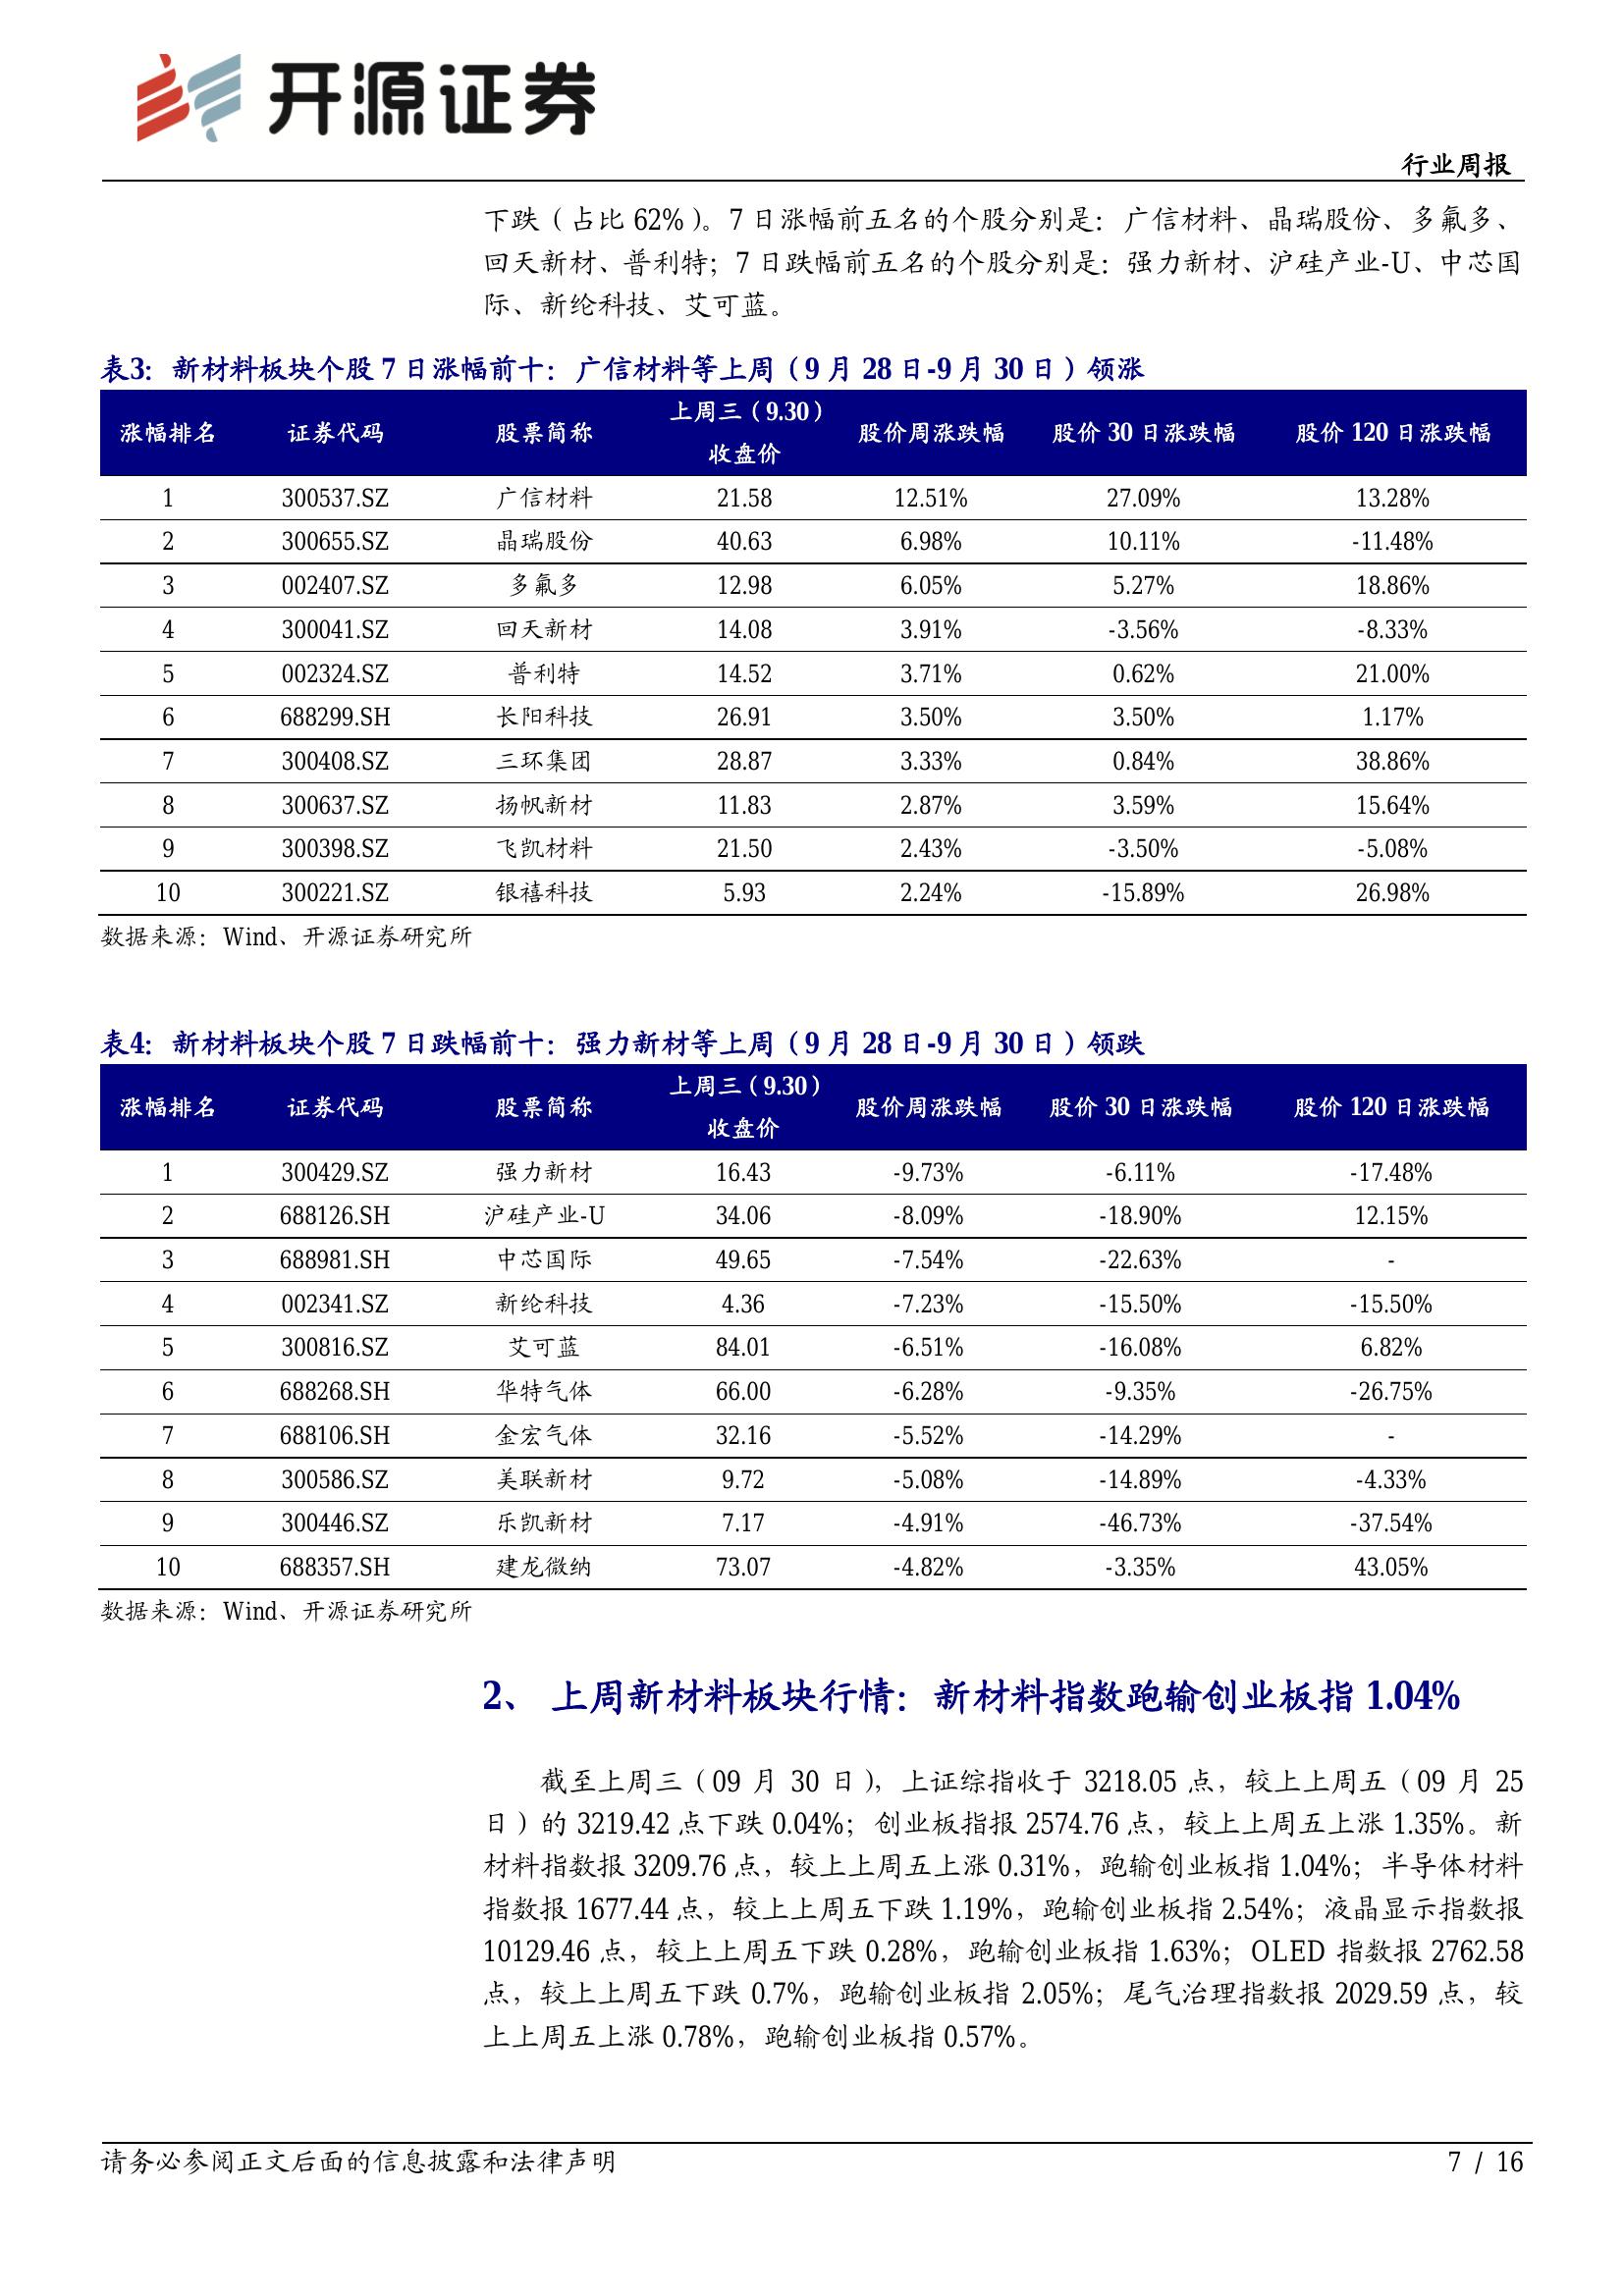 开源证券
行业周报
下跌（占比 62%）。7 日涨幅前五名的个股分别是：广信材料、晶瑞股份、多氟多、
回天新材、普利特；7 日跌幅前五名的个股分别是：强力新材、沪硅产业-U、中芯国
际、新纶科技、艾可蓝。
表3：新材料板块个股 7 日涨幅前十：广信材料等上周（9 月 28 日-9 月 30 日）领涨
涨幅排名 证券代码 股票简称 上周三（9.30） 股价周涨跌幅 股价 30 日涨跌幅 股价 120 日涨跌幅
收盘价
1 300537.SZ 广信材料 21.58 12.51% 27.09% 13.28%
2 300655.SZ 晶瑞股份 40.63 6.98% 10.11% -11.48%
3 002407.SZ 多氟多 12.98 6.05% 5.27% 18.86%
4 300041.SZ 回天新材 14.08 3.91% -3.56% -8.33%
5 002324.SZ 普利特 14.52 3.71% 0.62% 21.00%
6 688299.SH 长阳科技 26.91 3.50% 3.50% 1.17%
7 300408.SZ 三环集团 28.87 3.33% 0.84% 38.86%
8 300637.SZ 扬帆新材 11.83 2.87% 3.59% 15.64%
9 300398.SZ 飞凯材料 21.50 2.43% -3.50% -5.08%
10 300221.SZ 银禧科技 5.93 2.24% -15.89% 26.98%
数据来源：Wind、开源证券研究所
表4：新材料板块个股 7 日跌幅前十：强力新材等上周（9 月 28 日-9 月 30 日）领跌
涨幅排名 证券代码 股票简称 上周三（9.30） 股价周涨跌幅 股价 30 日涨跌幅 股价 120 日涨跌幅
收盘价
1 300429.SZ 强力新材 16.43 -9.73% -6.11% -17.48%
2 688126.SH 沪硅产业-U 34.06 -8.09% -18.90% 12.15%
3 688981.SH 中芯国际 49.65 -7.54% -22.63% -
4 002341.SZ 新纶科技 4.36 -7.23% -15.50% -15.50%
5 300816.SZ 艾可蓝 84.01 -6.51% -16.08% 6.82%
6 688268.SH 华特气体 66.00 -6.28% -9.35% -26.75%
7 688106.SH 金宏气体 32.16 -5.52% -14.29% -
8 300586.SZ 美联新材 9.72 -5.08% -14.89% -4.33%
9 300446.SZ 乐凯新材 7.17 -4.91% -46.73% -37.54%
10 688357.SH 建龙微纳 73.07 -4.82% -3.35% 43.05%
数据来源：Wind、开源证券研究所
2、 上周新材料板块行情：新材料指数跑输创业板指 1.04%
截至上周三（09 月 30 日），上证综指收于 3218.05 点，较上上周五（09 月 25
日）的 3219.42 点下跌 0.04%；创业板指报 2574.76 点，较上上周五上涨 1.35%。新
材料指数报 3209.76 点，较上上周五上涨 0.31%，跑输创业板指 1.04%；半导体材料
指数报 1677.44 点，较上上周五下跌 1.19%，跑输创业板指 2.54%；液晶显示指数报
10129.46 点，较上上周五下跌 0.28%，跑输创业板指 1.63%；OLED 指数报 2762.58
点，较上上周五下跌 0.7%，跑输创业板指 2.05%；尾气治理指数报 2029.59 点，较
上上周五上涨 0.78%，跑输创业板指 0.57%。
请务必参阅正文后面的信息披露和法律声明 7 / 16